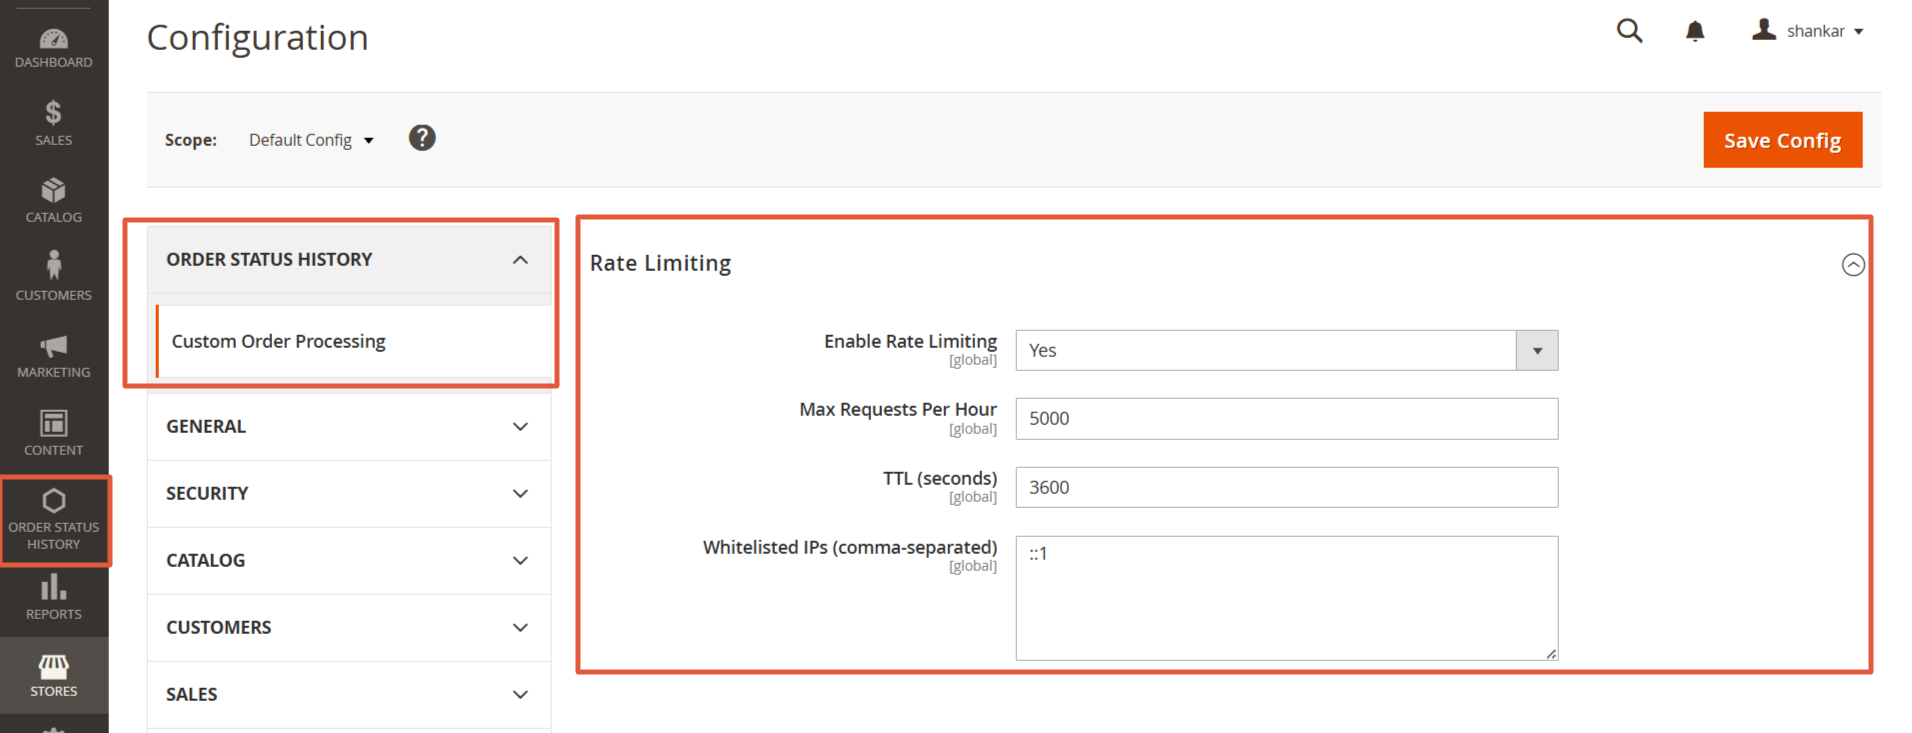 Configuration
shankar
DASHBOARD
SALES
CATALOG
CUSTOMERS
MARKETING
CONTENT
ORDER STATUS
HISTORY
REPORTS
STORES
Scope: Default Config ?
Save Config
ORDER STATUS HISTORY
Custom Order Processing
GENERAL
SECURITY
CATALOG
CUSTOMERS
SALES
Rate Limiting
Enable Rate Limiting
[global]
Yes
Max Requests Per Hour
[global]
5000
TTL (seconds)
[global]
3600
Whitelisted IPs (comma-separated)
[global]
::1